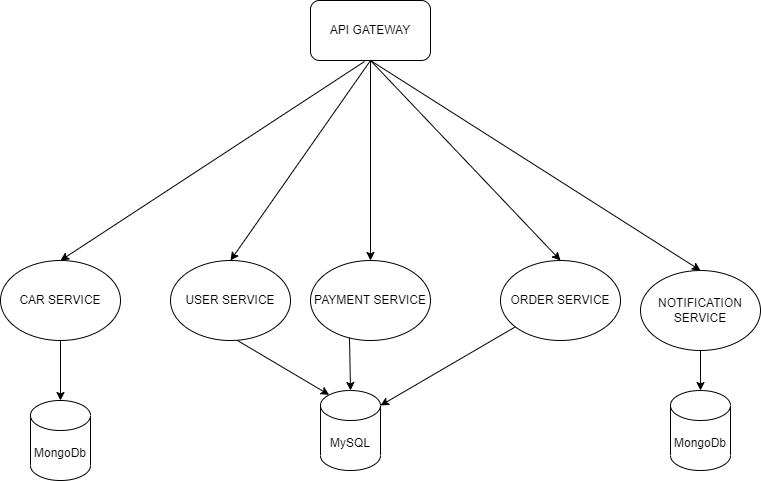 API GATEWAY
CAR SERVICE
USER SERVICE
PAYMENT SERVICE
ORDER SERVICE
NOTIFICATION
SERVICE
MongoDb
MySQL
MongoDb